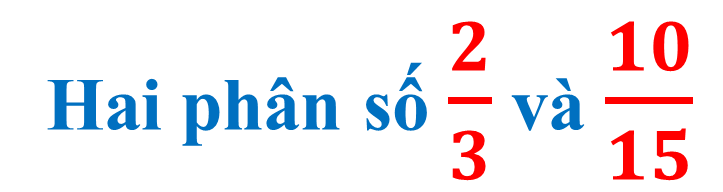 Hai phân số 2/3 và 10/15